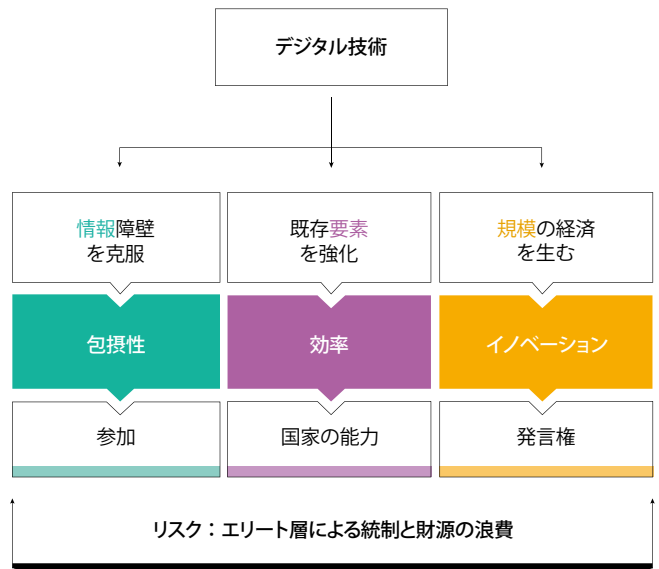 デジタル技術
情報障壁
を克服
既存要素
を強化
規模の経済
を生む
包摂性
効率
イノベーション
参加
国家の能力
発言権
リスク：エリート層による統制と財源の浪費